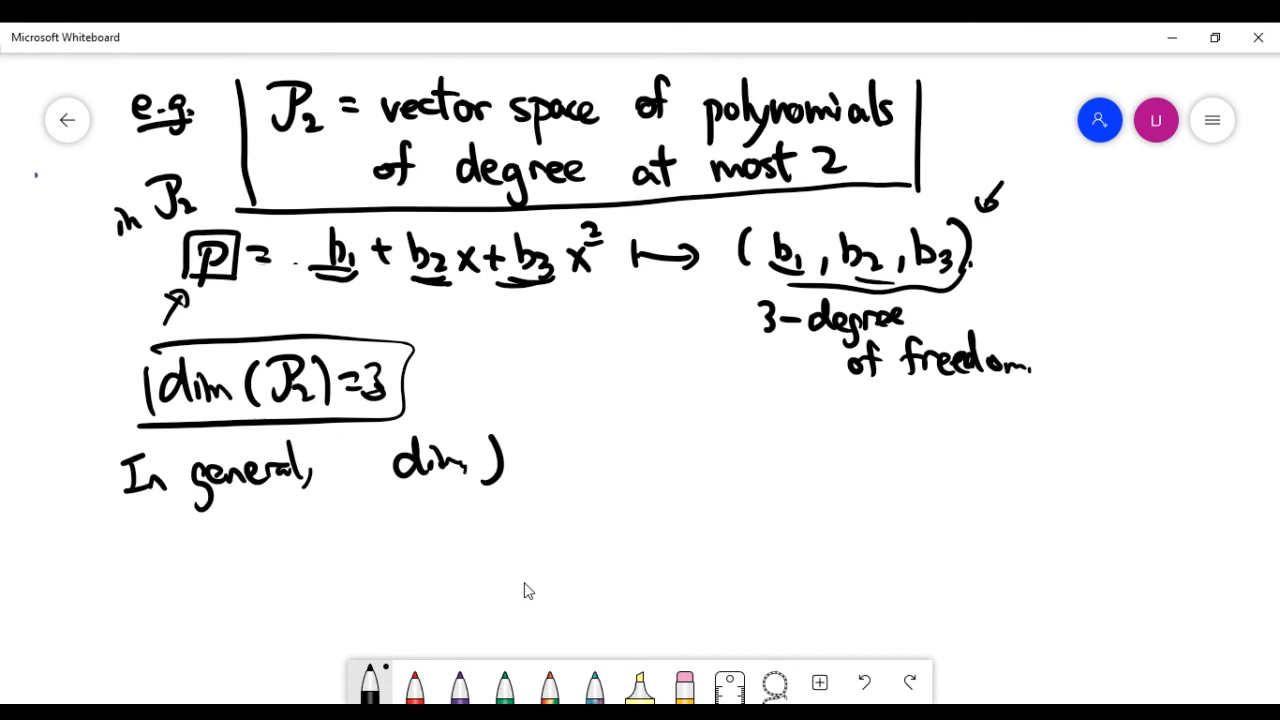 Microsoft Whiteboard
e.g. P₂ = vector space of polynomials
of degree at most 2
in P₂
p = b₁ + b₂x + b₃x² ↦ (b₁, b₂, b₃).
3-degree
of freedom.
dim(P₂)=3
In general, dim )
IJ